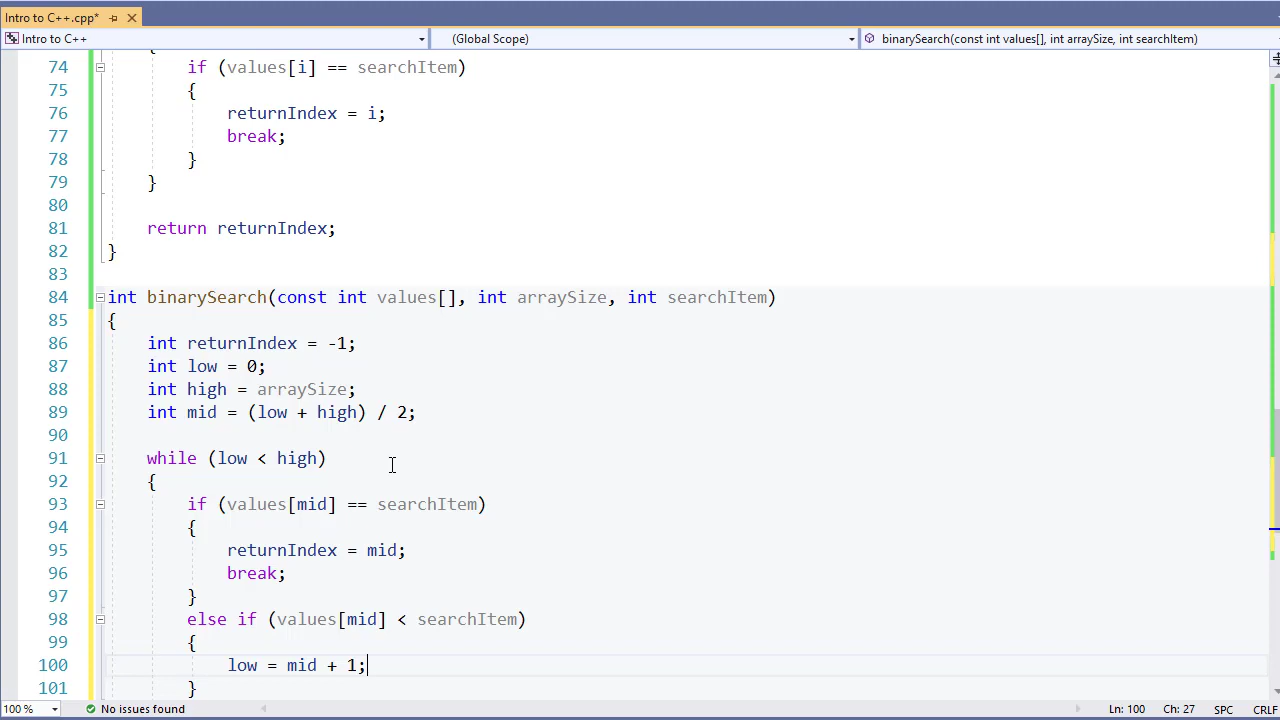 Intro to C++.cpp*
Intro to C++ (Global Scope) binarySearch(const int values[], int arraySize, int searchItem)
{
74 if (values[i] == searchItem)
75 {
76 returnIndex = i;
77 break;
78 }
79 }
80
81 return returnIndex;
82 }
83
84 int binarySearch(const int values[], int arraySize, int searchItem)
85 {
86 int returnIndex = -1;
87 int low = 0;
88 int high = arraySize;
89 int mid = (low + high) / 2;
90
91 while (low < high)
92 {
93 if (values[mid] == searchItem)
94 {
95 returnIndex = mid;
96 break;
97 }
98 else if (values[mid] < searchItem)
99 {
100 low = mid + 1;
101 }
100 % No issues found Ln: 100 Ch: 27 SPC CRLF